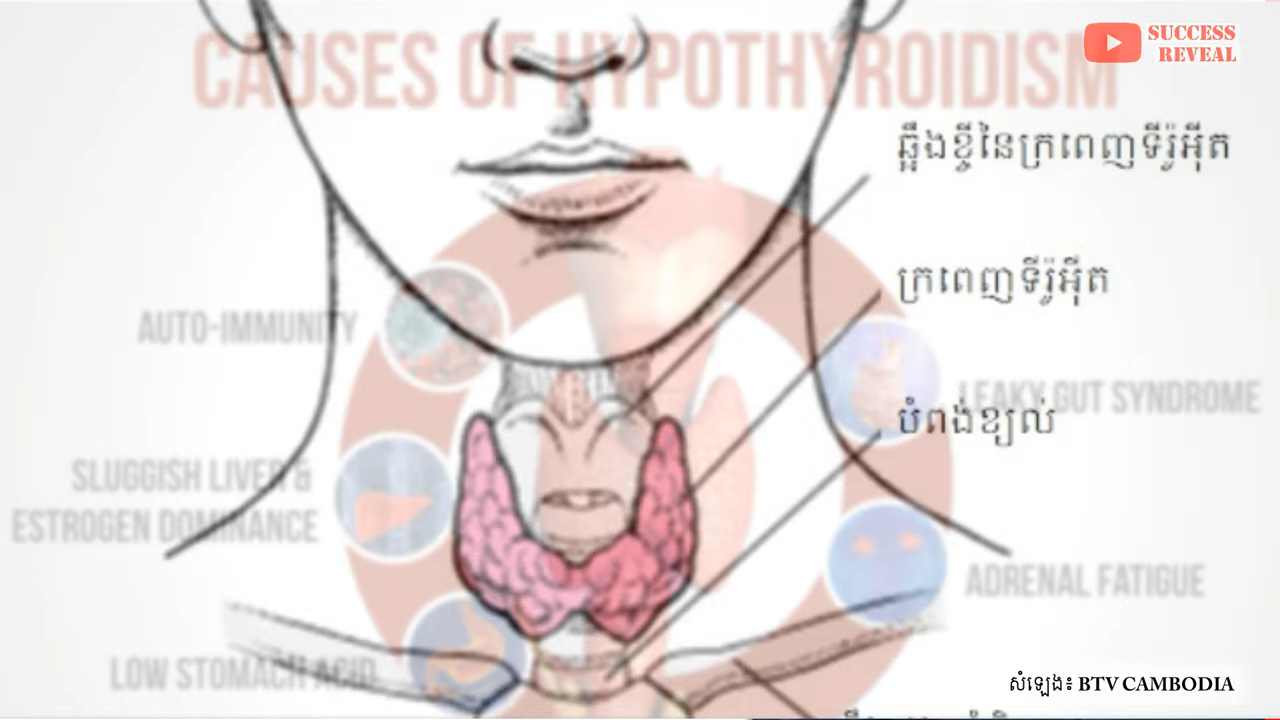 CAUSES OF HYPOTHYROIDISM
SUCCESS
REVEAL
ឆ្អឹងខ្ចីនៃក្រពេញទីរ៉ូអ៊ីត
ក្រពេញទីរ៉ូអ៊ីត
AUTO-IMMUNITY
LEAKY GUT SYNDROME
បំពង់ខ្យល់
SLUGGISH LIVER &
ESTROGEN DOMINANCE
ADRENAL FATIGUE
LOW STOMACH ACID
សំឡេង៖ BTV CAMBODIA